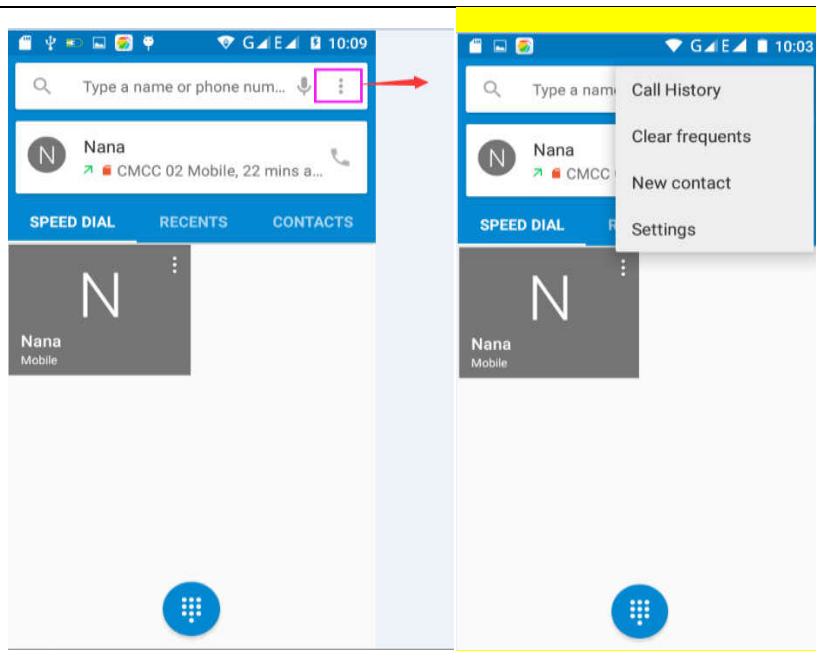 G E 10:09
Type a name or phone num...
N
Nana
CMCC 02 Mobile, 22 mins a...
SPEED DIAL RECENTS CONTACTS
N
Nana
Mobile
G E 10:03
Type a nam
Call History
Clear frequents
New contact
Settings
N
Nana
CMCC
SPEED DIAL R
N
Nana
Mobile